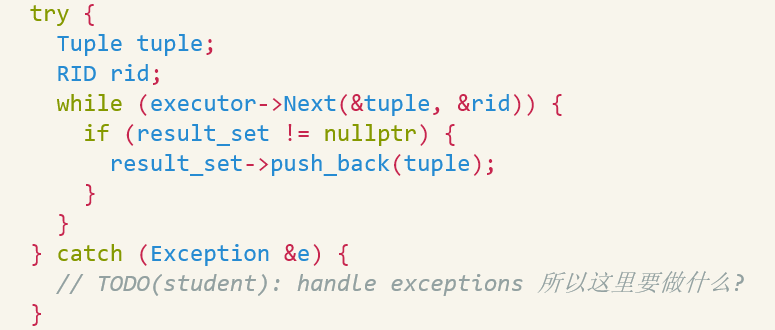 try {
Tuple tuple;
RID rid;
while (executor->Next(&tuple, &rid)) {
if (result_set != nullptr) {
result_set->push_back(tuple);
}
}
} catch (Exception &e) {
// TODO(student): handle exceptions 所以这里要做什么?
}